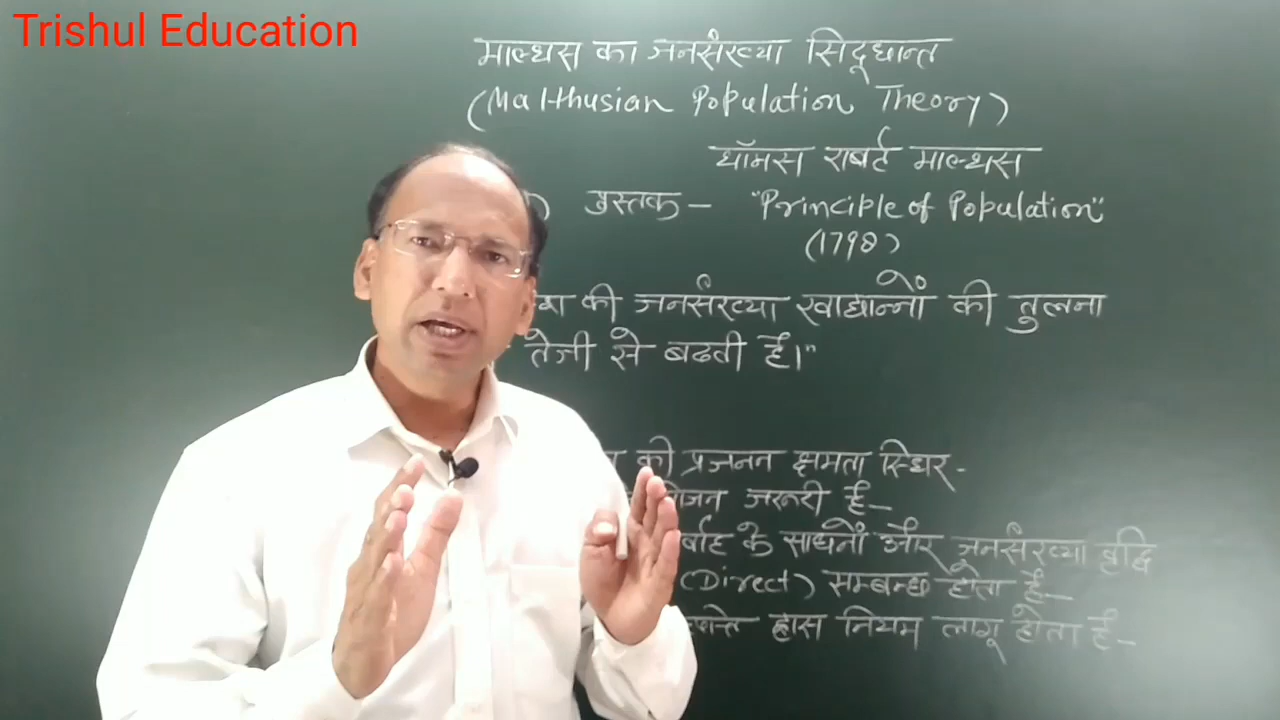 Trishul Education
माल्थस का जनसंख्या सिद्धान्त
(Malthusian Population Theory)
थॉमस राबर्ट माल्थस
पुस्तक - "Principle of Population"
(1798)
की जनसंख्या खाद्यान्नों की तुलना
तेजी से बढती है।"
की प्रजनन क्षमता स्थिर -
जरूरी है -
के साधनों और जनसंख्या वृद्धि
(Direct) सम्बन्ध होता है -
ह्रास नियम लागू होता है -